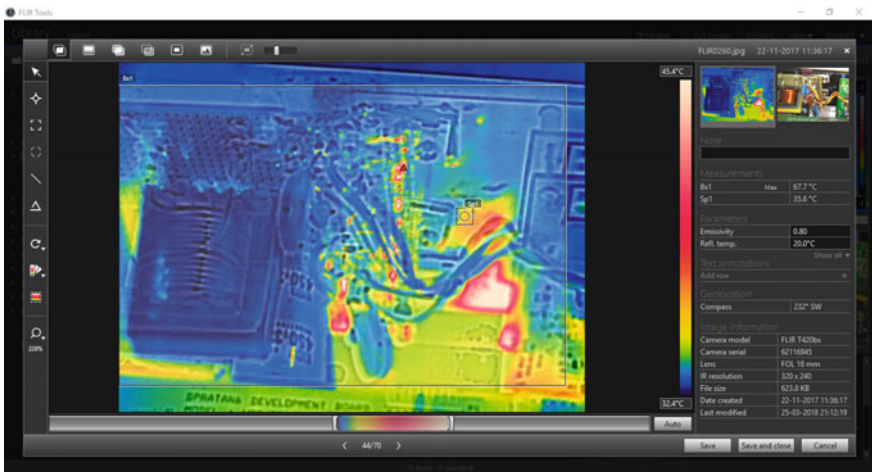 FLIR Tools
Library
FLIR0260.jpg 22-11-2017 11:36:17
Bx1
45.4°C
Note
Measurements
Bx1 Max 67.7 °C
Sp1 35.6 °C
Sp1
Parameters
Emissivity 0.80
Refl. temp. 20.0°C
Show all
Text annotations
Add row +
Geolocation
Compass 232° SW
Image Information
Camera model FLIR T420bx
Camera serial 62116945
Lens FOL 18 mm
IR resolution 320 x 240
File size 623.8 KB
Date created 22-11-2017 11:36:17
Last modified 25-03-2018 21:12:19
228%
SPRATANA DEVELOPMENT BOARD
32.4°C
Auto
44/70
Save Save and close Cancel